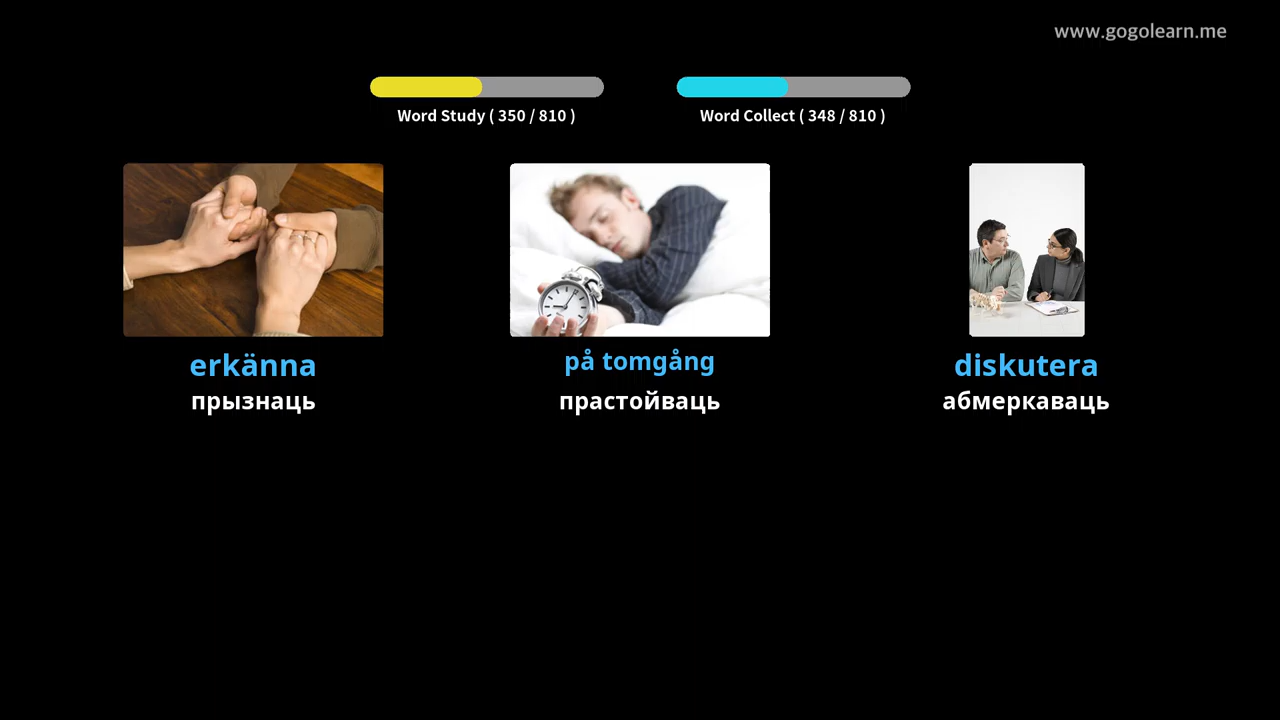 www.gogolearn.me
Word Study ( 350 / 810 )
Word Collect ( 348 / 810 )
erkänna
прызнаць
på tomgång
прастойваць
diskutera
абмеркаваць